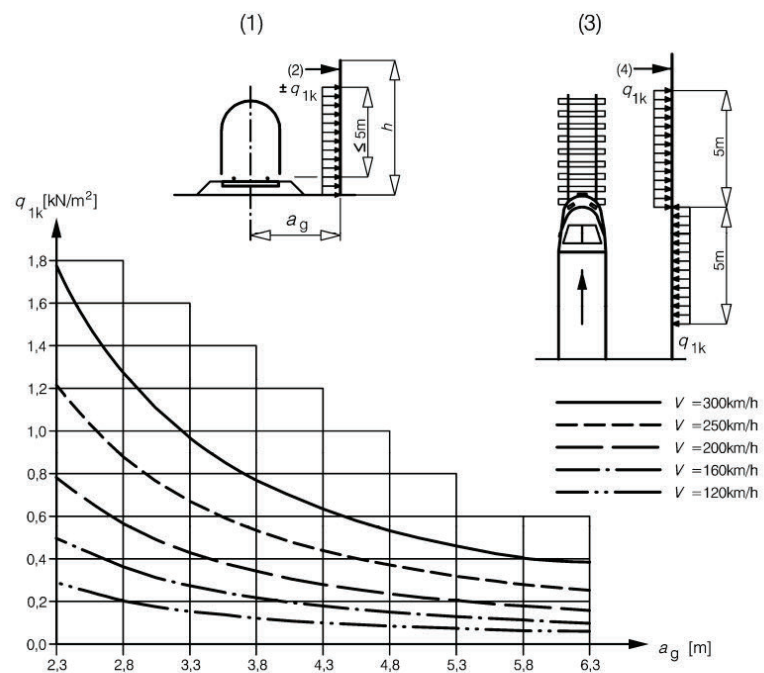 (1)
(3)
(2)
± q1k
≤ 5m
h
a g
(4)
q1k
5m
5m
q1k
q1k [kN/m²]
1,8
1,6
1,4
1,2
1,0
0,8
0,6
0,4
0,2
0,0
2,3 2,8 3,3 3,8 4,3 4,8 5,3 5,8 6,3
a g [m]
V =300km/h
V =250km/h
V =200km/h
V =160km/h
V =120km/h